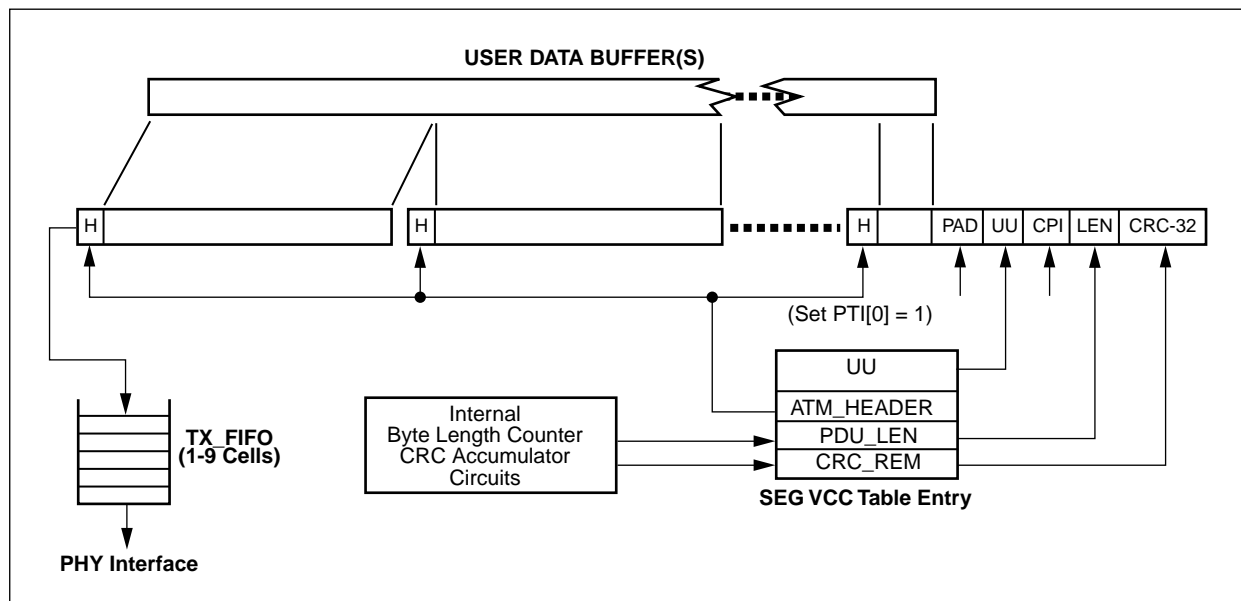 USER DATA BUFFER(S)
H
H
H
PAD
UU
CPI
LEN
CRC-32
(Set PTI[0] = 1)
UU
ATM_HEADER
PDU_LEN
CRC_REM
SEG VCC Table Entry
Internal
Byte Length Counter
CRC Accumulator
Circuits
TX_FIFO
(1-9 Cells)
PHY Interface